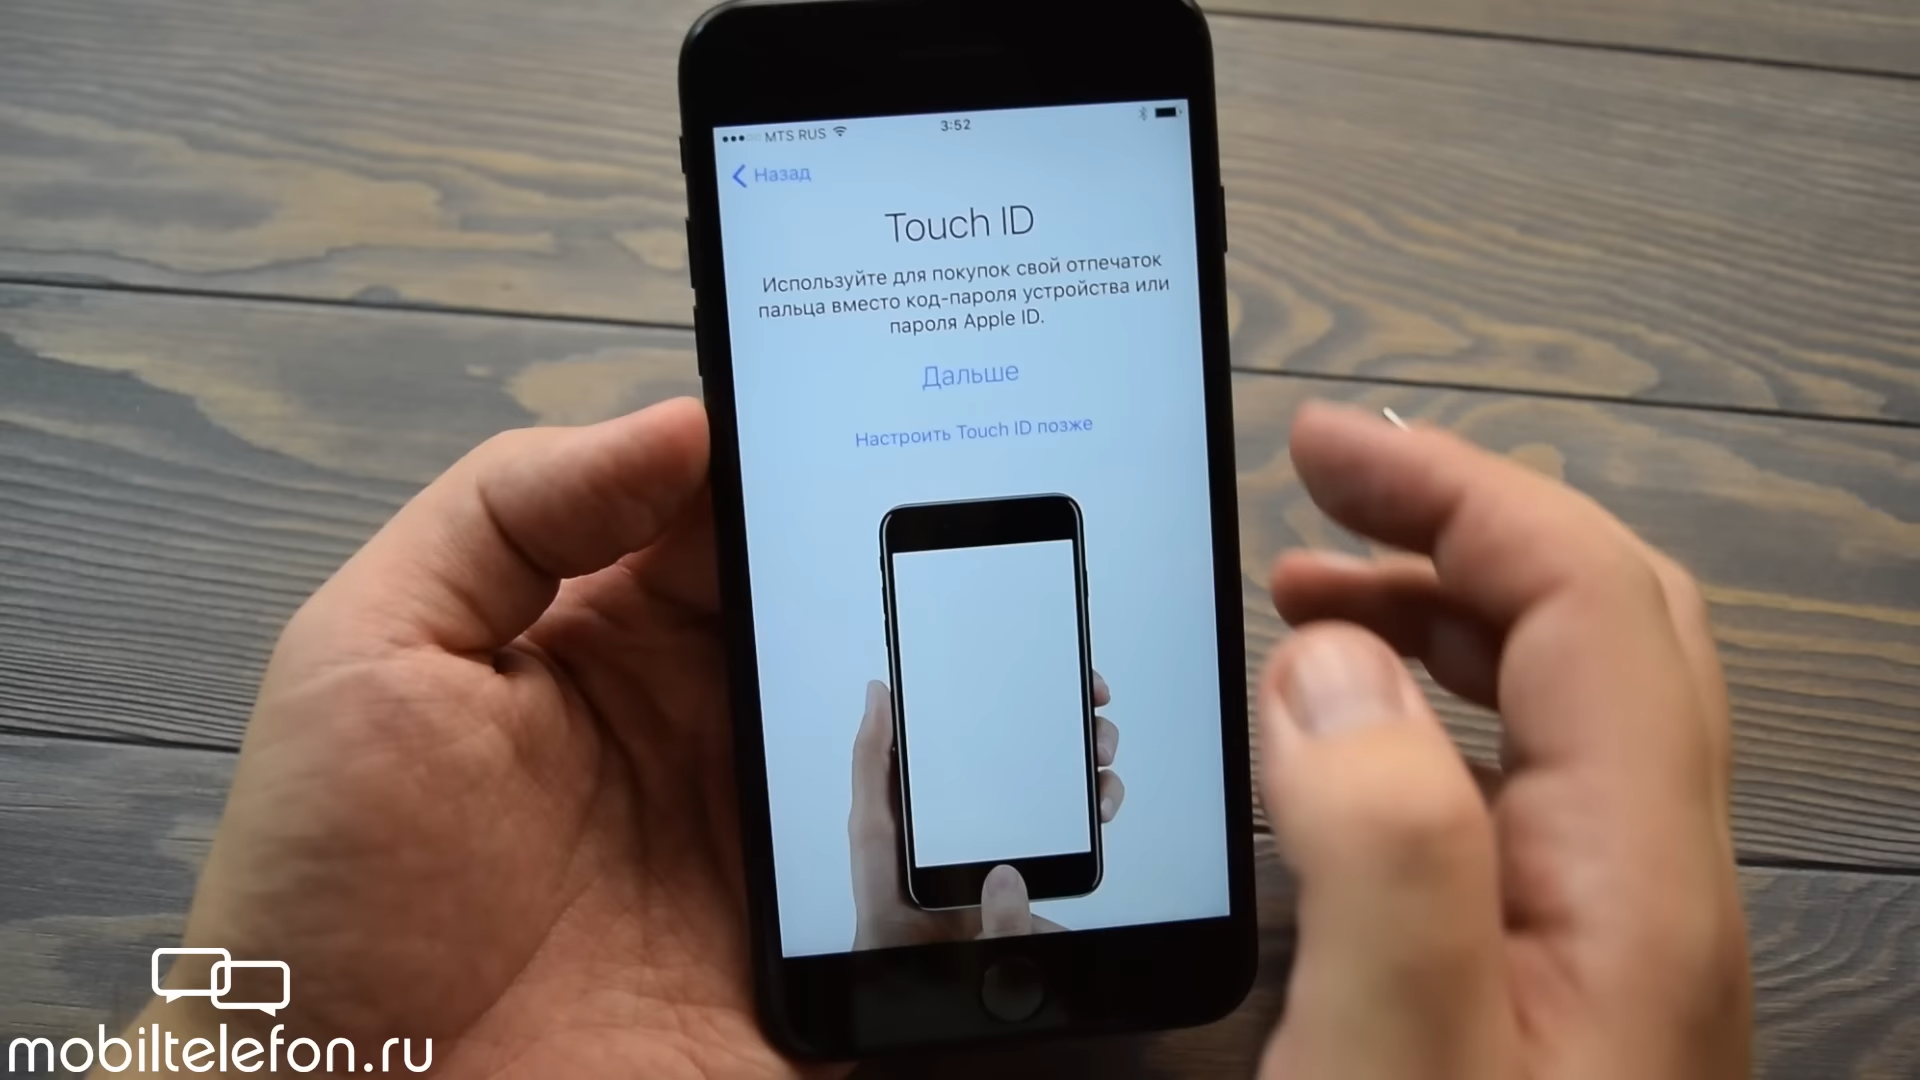 MTS RUS
3:52
Назад
Touch ID
Используйте для покупок свой отпечаток
пальца вместо код-пароля устройства или
пароля Apple ID.
Дальше
Настроить Touch ID позже
mobiltelefon.ru